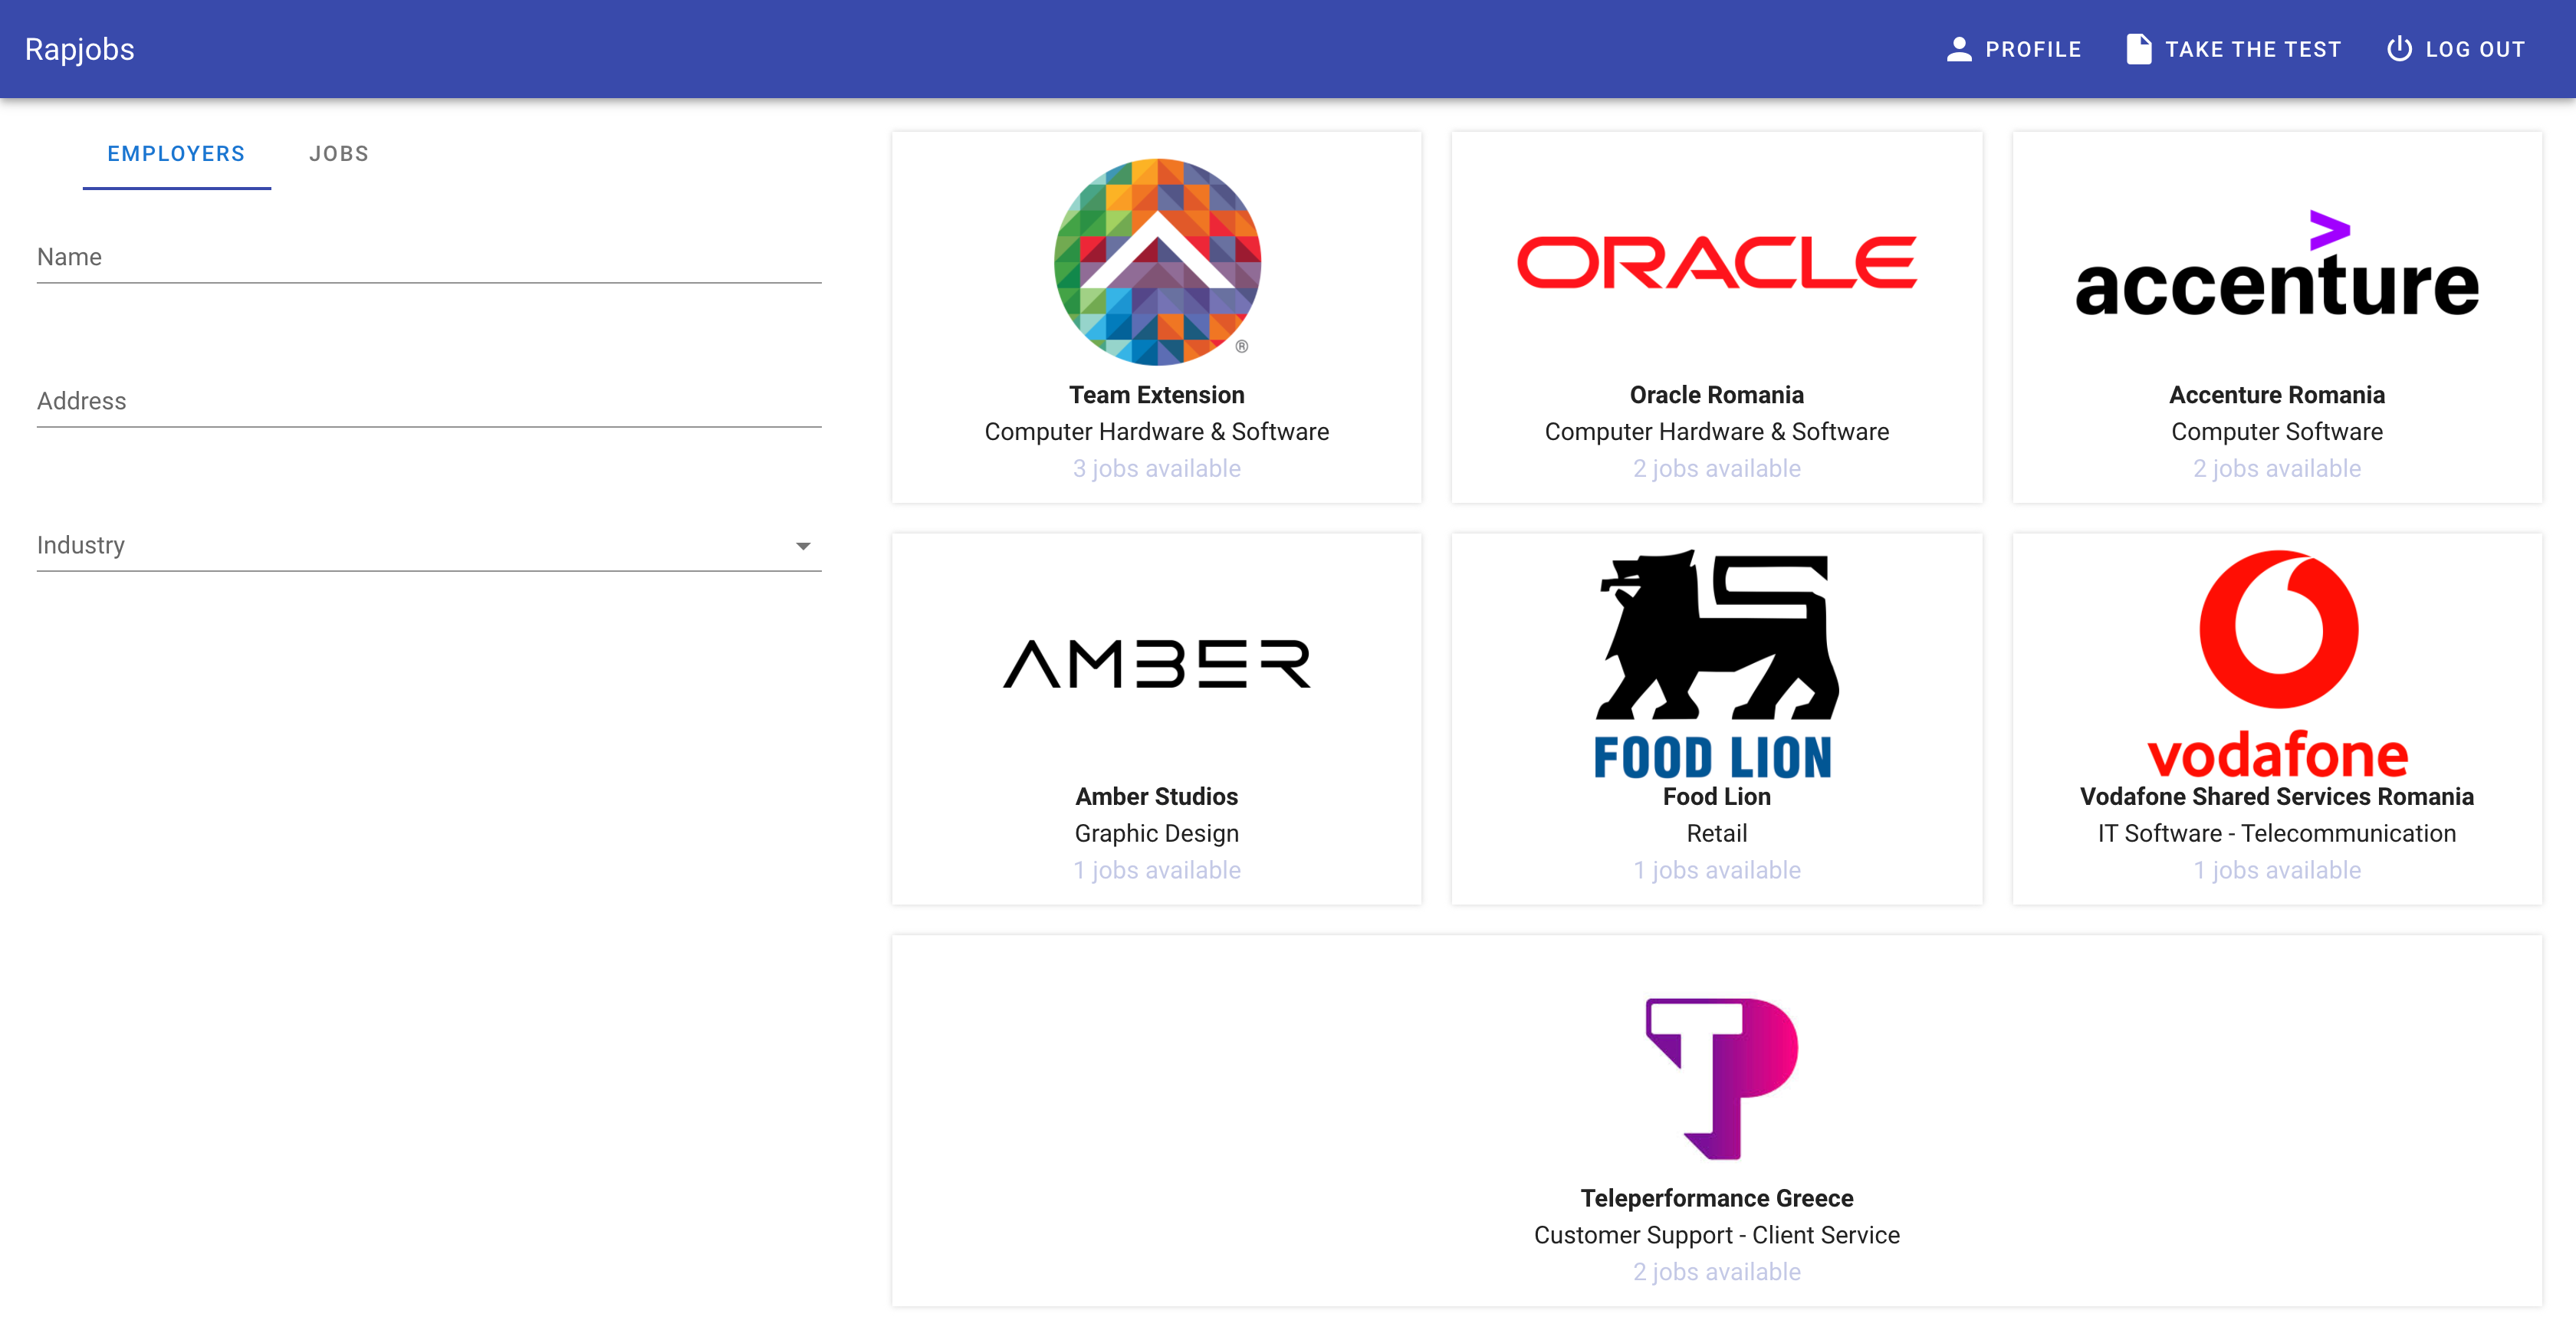 Rapjobs
PROFILE
TAKE THE TEST
LOG OUT
EMPLOYERS
JOBS
Name
Address
Industry
®
Team Extension
Computer Hardware & Software
3 jobs available
ORACLE
Oracle Romania
Computer Hardware & Software
2 jobs available
>
accenture
Accenture Romania
Computer Software
2 jobs available
AMBER
Amber Studios
Graphic Design
1 jobs available
FOOD LION
Food Lion
Retail
1 jobs available
vodafone
Vodafone Shared Services Romania
IT Software - Telecommunication
1 jobs available
TP
Teleperformance Greece
Customer Support - Client Service
2 jobs available